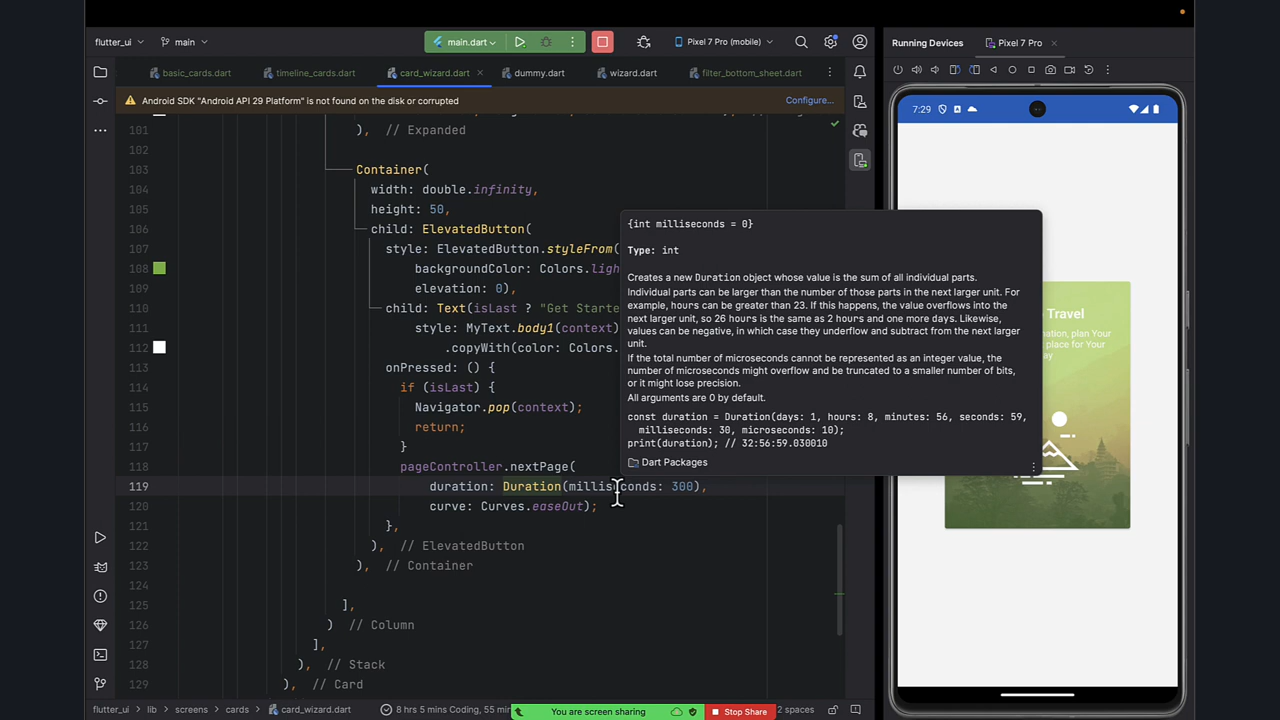 flutter_ui
main
main.dart
Pixel 7 Pro (mobile)
Running Devices
Pixel 7 Pro
basic_cards.dart
timeline_cards.dart
card_wizard.dart
dummy.dart
wizard.dart
filter_bottom_sheet.dart
Android SDK "Android API 29 Platform" is not found on the disk or corrupted
Configure...
7:29
101 ), // Expanded
102
103 Container(
104 width: double.infinity,
105 height: 50,
106 child: ElevatedButton(
107 style: ElevatedButton.styleFrom(
108 backgroundColor: Colors.ligh
109 elevation: 0),
110 child: Text(isLast ? "Get Starte
111 style: MyText.body1(context)
112 .copyWith(color: Colors.
113 onPressed: () {
114 if (isLast) {
115 Navigator.pop(context);
116 return;
117 }
118 pageController.nextPage(
119 duration: Duration(milliseconds: 300),
120 curve: Curves.easeOut);
121 },
122 ), // ElevatedButton
123 ), // Container
124
125 ],
126 ) // Column
127 ],
128 ), // Stack
129 ), // Card
{int milliseconds = 0}
Type: int
Creates a new Duration object whose value is the sum of all individual parts.
Individual parts can be larger than the number of those parts in the next larger unit. For
example, hours can be greater than 23. If this happens, the value overflows into the
next larger unit, so 26 hours is the same as 2 hours and one more days. Likewise,
values can be negative, in which case they underflow and subtract from the next larger
unit.
If the total number of microseconds cannot be represented as an integer value, the
number of microseconds might overflow and be truncated to a smaller number of bits,
or it might lose precision.
All arguments are 0 by default.
const duration = Duration(days: 1, hours: 8, minutes: 56, seconds: 59,
milliseconds: 30, microseconds: 10);
print(duration); // 32:56:59.030010
Dart Packages
Travel
nation, plan Your
place for Your
ay
flutter_ui
lib
screens
cards
card_wizard.dart
8 hrs 5 mins Coding, 55 min
You are screen sharing
Stop Share
2 spaces